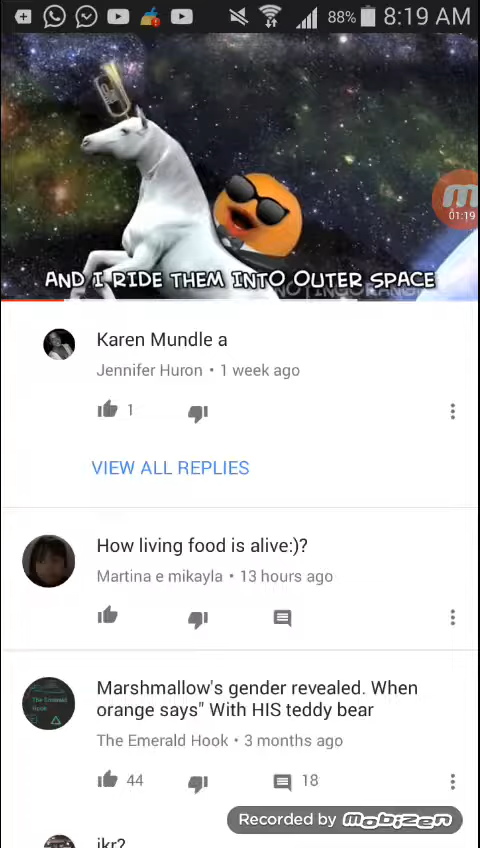 88% 8:19 AM
01:19
AND I RIDE THEM INTO OUTER SPACE
Karen Mundle a
Jennifer Huron • 1 week ago
1
VIEW ALL REPLIES
How living food is alive:)?
Martina e mikayla • 13 hours ago
Marshmallow's gender revealed. When
orange says" With HIS teddy bear
The Emerald Hook • 3 months ago
44 18
Recorded by Mobizen
ikr?